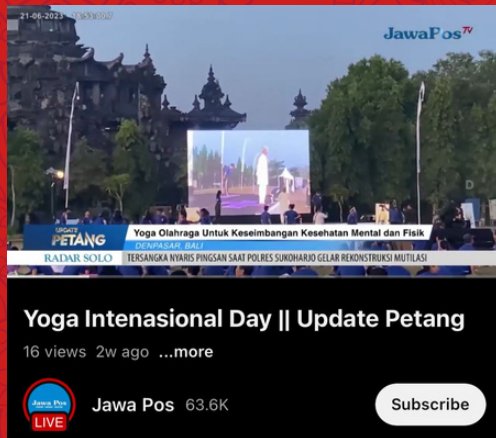 21-06-2023
JawaPos TV
UPDATE
PETANG
Yoga Olahraga Untuk Keseimbangan Kesehatan Mental dan Fisik
DENPASAR, BALI
RADAR SOLO
TERSANGKA NYARIS PINGSAN SAAT POLRES SUKOHARJO GELAR REKONSTRUKSI MUTILASI
Yoga Intenasional Day || Update Petang
16 views 2w ago ...more
Jawa Pos
LIVE
Jawa Pos 63.6K
Subscribe